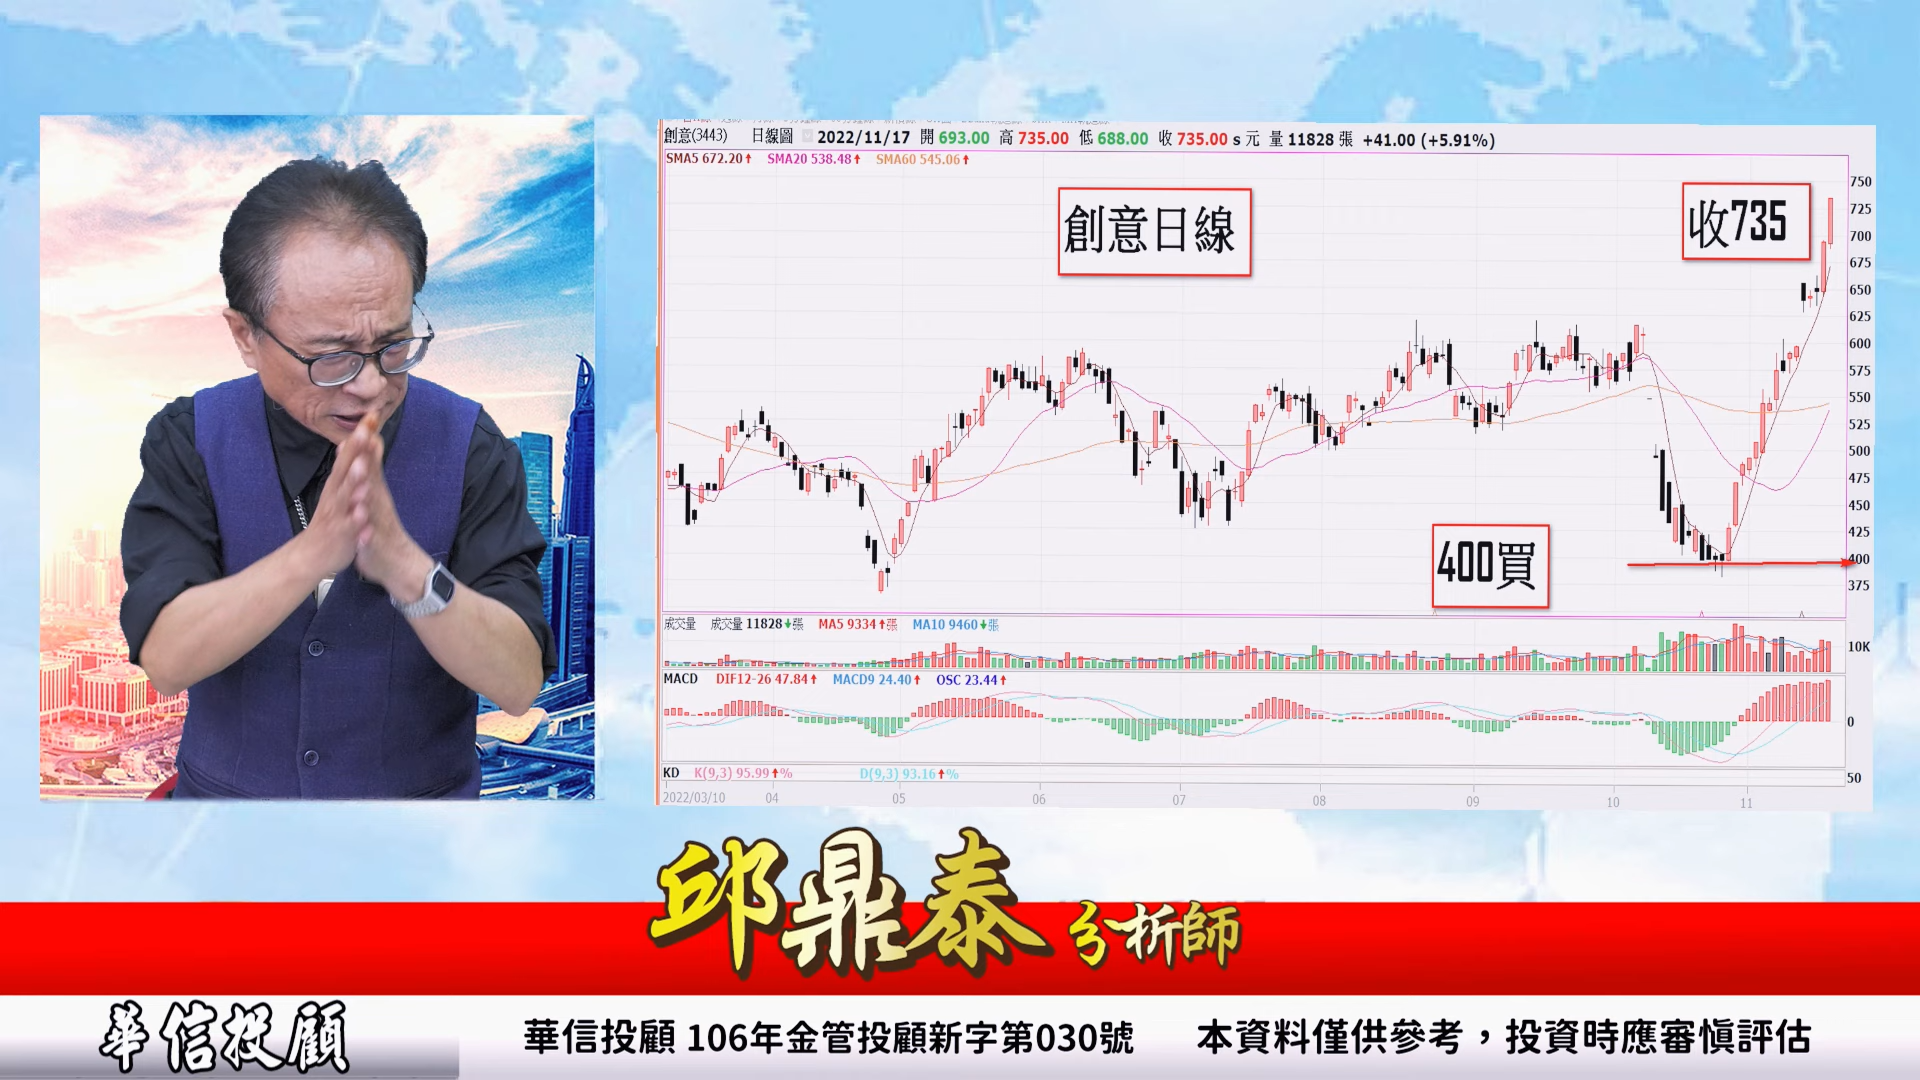 創意(3443) 日線圖 2022/11/17 開 693.00 高 735.00 低 688.00 收 735.00 s 元 量 11828 張 +41.00 (+5.91%)
SMA5 672.20↑ SMA20 538.48↑ SMA60 545.06↑
創意日線
收735
400買
750
725
700
675
650
625
600
575
550
525
500
475
450
425
400
375
成交量 成交量 11828↓張 MA5 9334↑張 MA10 9460↓張
10K
MACD DIF12-26 47.84↑ MACD9 24.40↑ OSC 23.44↑
0
KD K(9,3) 95.99↑% D(9,3) 93.16↑%
50
2022/03/10 04 05 06 07 08 09 10 11
邱鼎泰 分析師
華信投顧
華信投顧 106年金管投顧新字第030號 本資料僅供參考，投資時應審慎評估